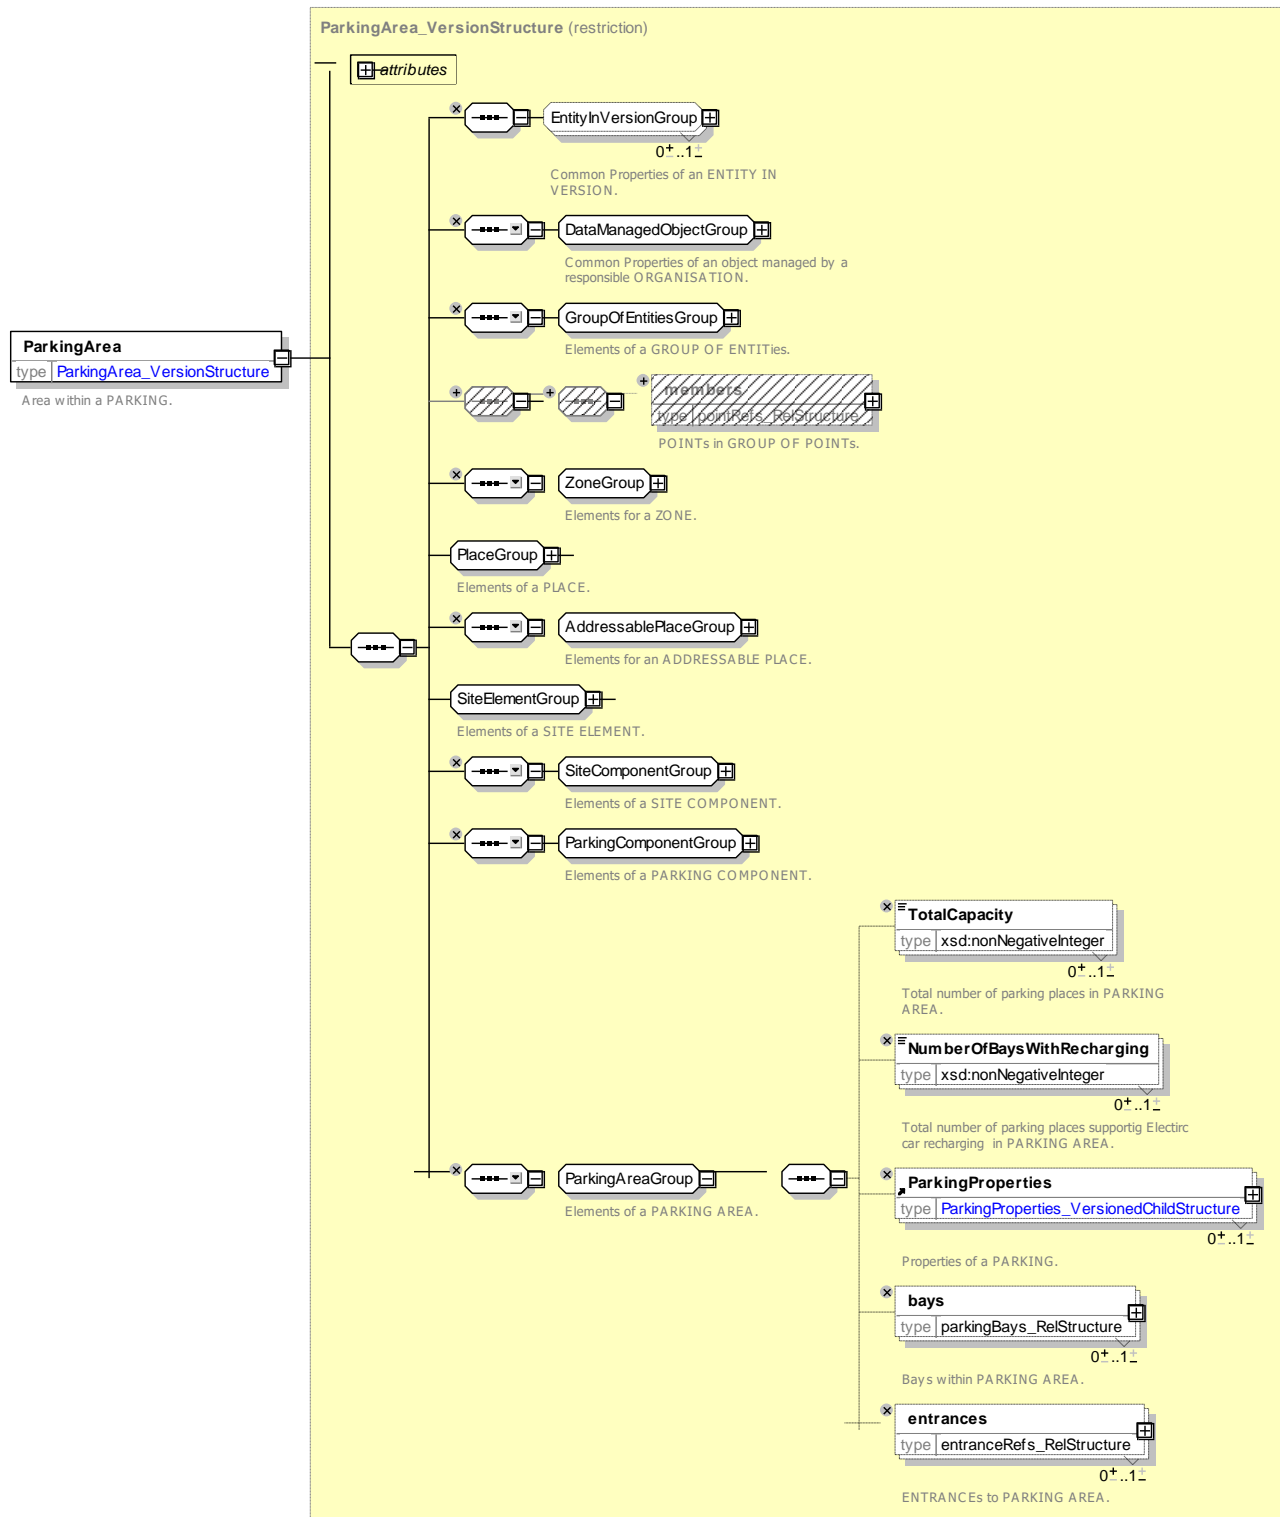 ParkingArea_VersionStructure (restriction)
attributes
EntityInVersionGroup
0±..1±
Common Properties of an ENTITY IN
VERSION.
DataManagedObjectGroup
Common Properties of an object managed by a
responsible ORGANISATION.
GroupOfEntitiesGroup
Elements of a GROUP OF ENTITies.
ParkingArea
type ParkingArea_VersionStructure
Area within a PARKING.
members
type pointRefs_RelStructure
POINTs in GROUP OF POINTs.
ZoneGroup
Elements for a ZONE.
PlaceGroup
Elements of a PLACE.
AddressablePlaceGroup
Elements for an ADDRESSABLE PLACE.
SiteElementGroup
Elements of a SITE ELEMENT.
SiteComponentGroup
Elements of a SITE COMPONENT.
ParkingComponentGroup
Elements of a PARKING COMPONENT.
TotalCapacity
type xsd:nonNegativeInteger
0±..1±
Total number of parking places in PARKING
AREA.
NumberOfBaysWithRecharging
type xsd:nonNegativeInteger
0±..1±
Total number of parking places supportig Electirc
car recharging in PARKING AREA.
ParkingAreaGroup
Elements of a PARKING AREA.
ParkingProperties
type ParkingProperties_VersionedChildStructure
0±..1±
Properties of a PARKING.
bays
type parkingBays_RelStructure
0±..1±
Bays within PARKING AREA.
entrances
type entranceRefs_RelStructure
0±..1±
ENTRANCEs to PARKING AREA.